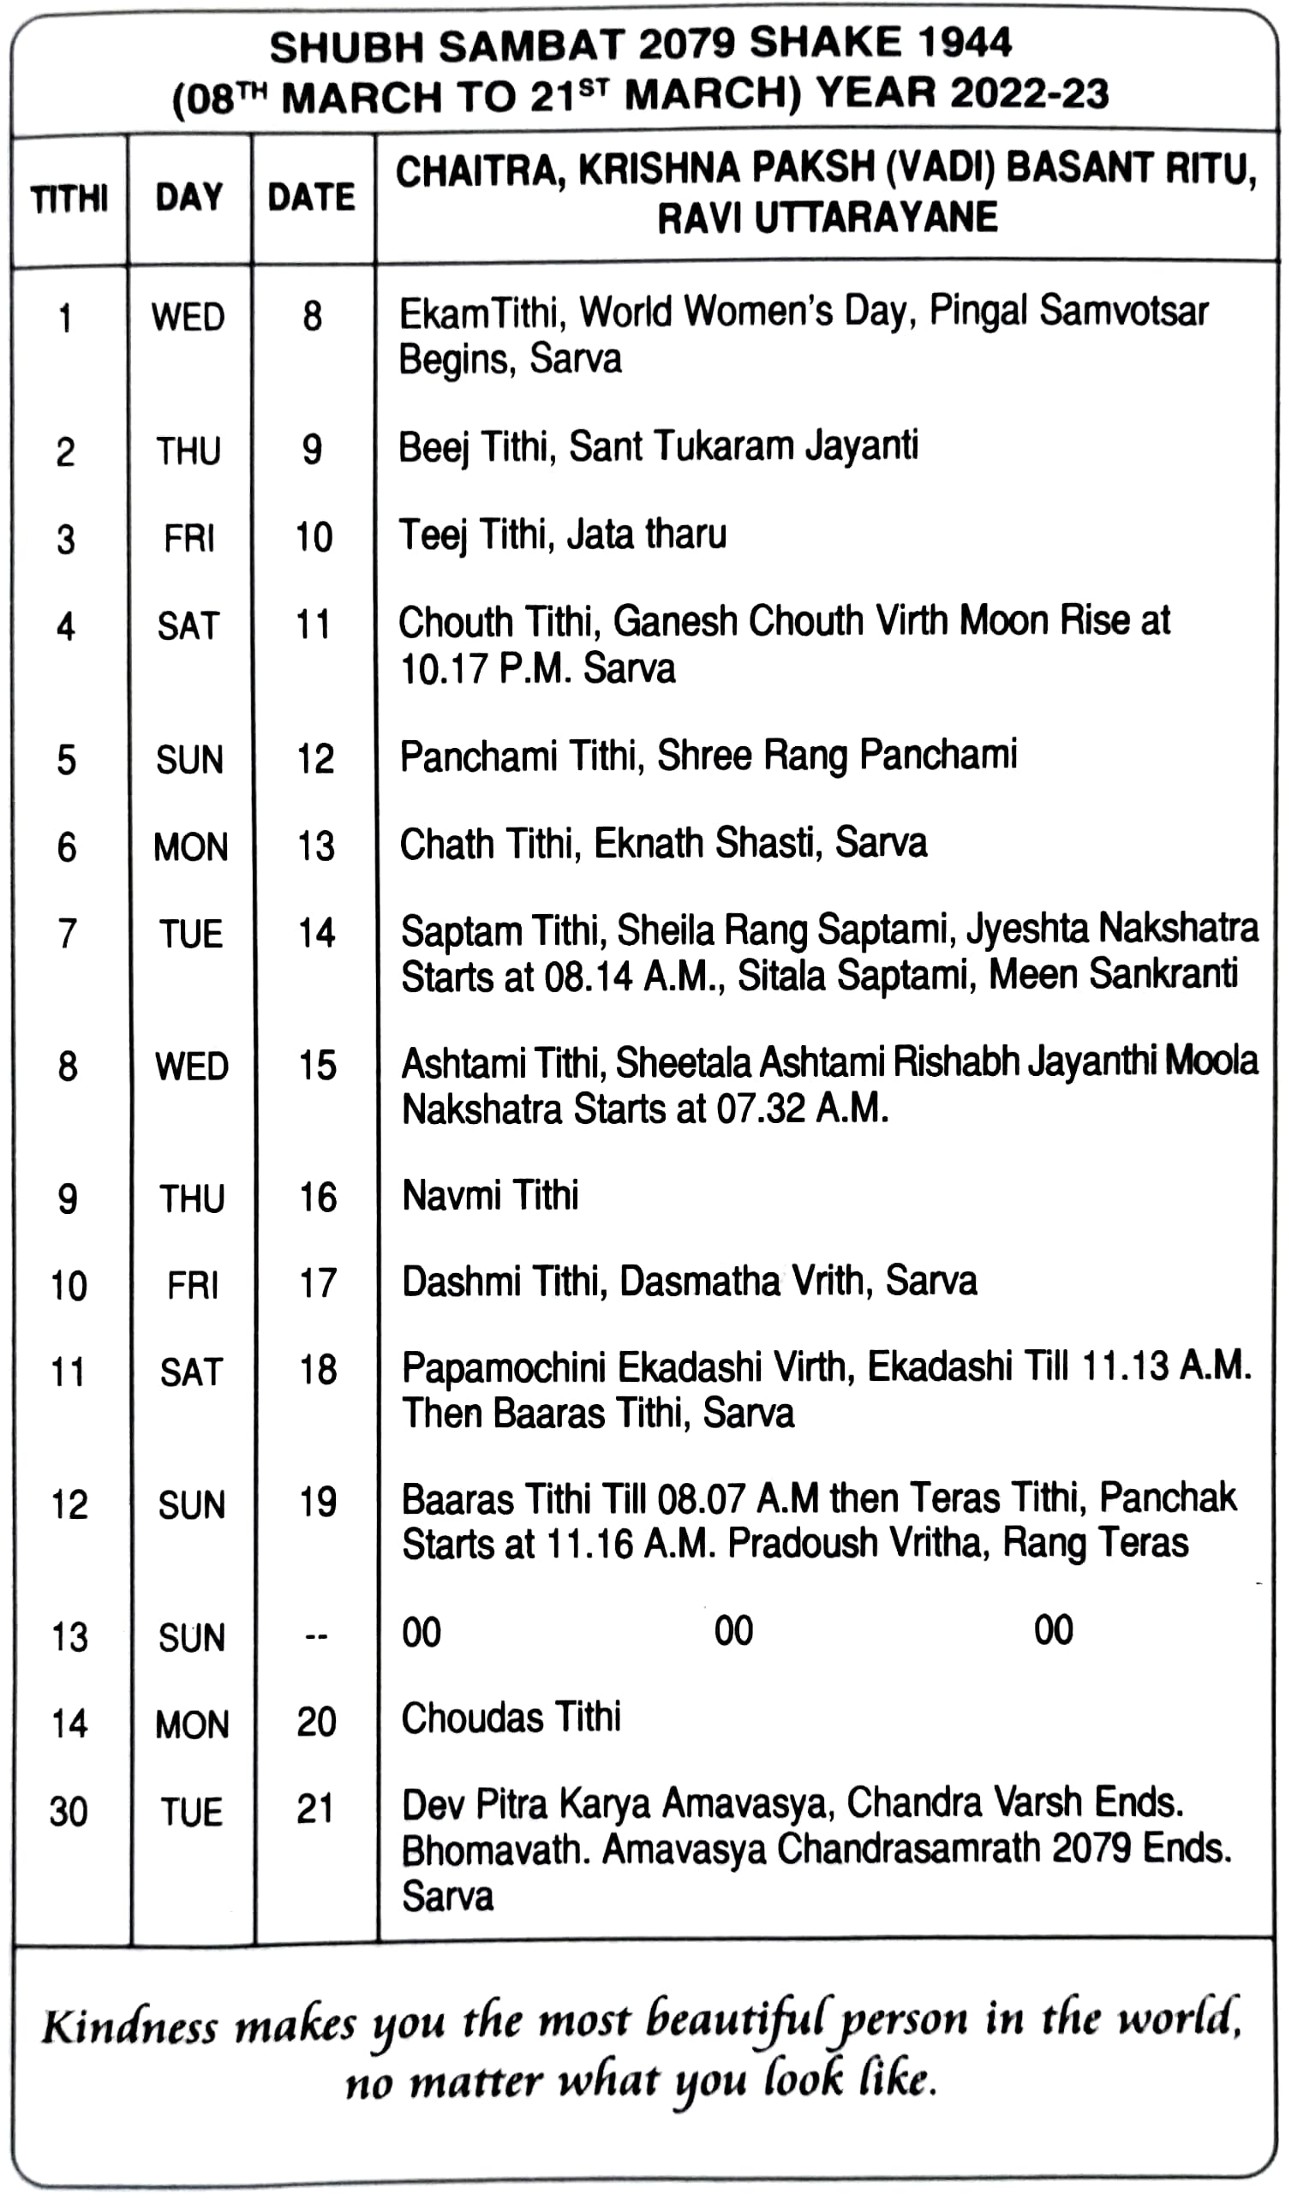 SHUBH SAMBAT 2079 SHAKE 1944
(08TH MARCH TO 21ST MARCH) YEAR 2022-23
TITHI DAY DATE CHAITRA, KRISHNA PAKSH (VADI) BASANT RITU,
RAVI UTTARAYANE
1 WED 8 EkamTithi, World Women's Day, Pingal Samvotsar
Begins, Sarva
2 THU 9 Beej Tithi, Sant Tukaram Jayanti
3 FRI 10 Teej Tithi, Jata tharu
4 SAT 11 Chouth Tithi, Ganesh Chouth Virth Moon Rise at
10.17 P.M. Sarva
5 SUN 12 Panchami Tithi, Shree Rang Panchami
6 MON 13 Chath Tithi, Eknath Shasti, Sarva
7 TUE 14 Saptam Tithi, Sheila Rang Saptami, Jyeshta Nakshatra
Starts at 08.14 A.M., Sitala Saptami, Meen Sankranti
8 WED 15 Ashtami Tithi, Sheetala Ashtami Rishabh Jayanthi Moola
Nakshatra Starts at 07.32 A.M.
9 THU 16 Navmi Tithi
10 FRI 17 Dashmi Tithi, Dasmatha Vrith, Sarva
11 SAT 18 Papamochini Ekadashi Virth, Ekadashi Till 11.13 A.M.
Then Baaras Tithi, Sarva
12 SUN 19 Baaras Tithi Till 08.07 A.M then Teras Tithi, Panchak
Starts at 11.16 A.M. Pradoush Vritha, Rang Teras
13 SUN -- 00 00 00
14 MON 20 Choudas Tithi
30 TUE 21 Dev Pitra Karya Amavasya, Chandra Varsh Ends.
Bhomavath. Amavasya Chandrasamrath 2079 Ends.
Sarva
Kindness makes you the most beautiful person in the world,
no matter what you look like.